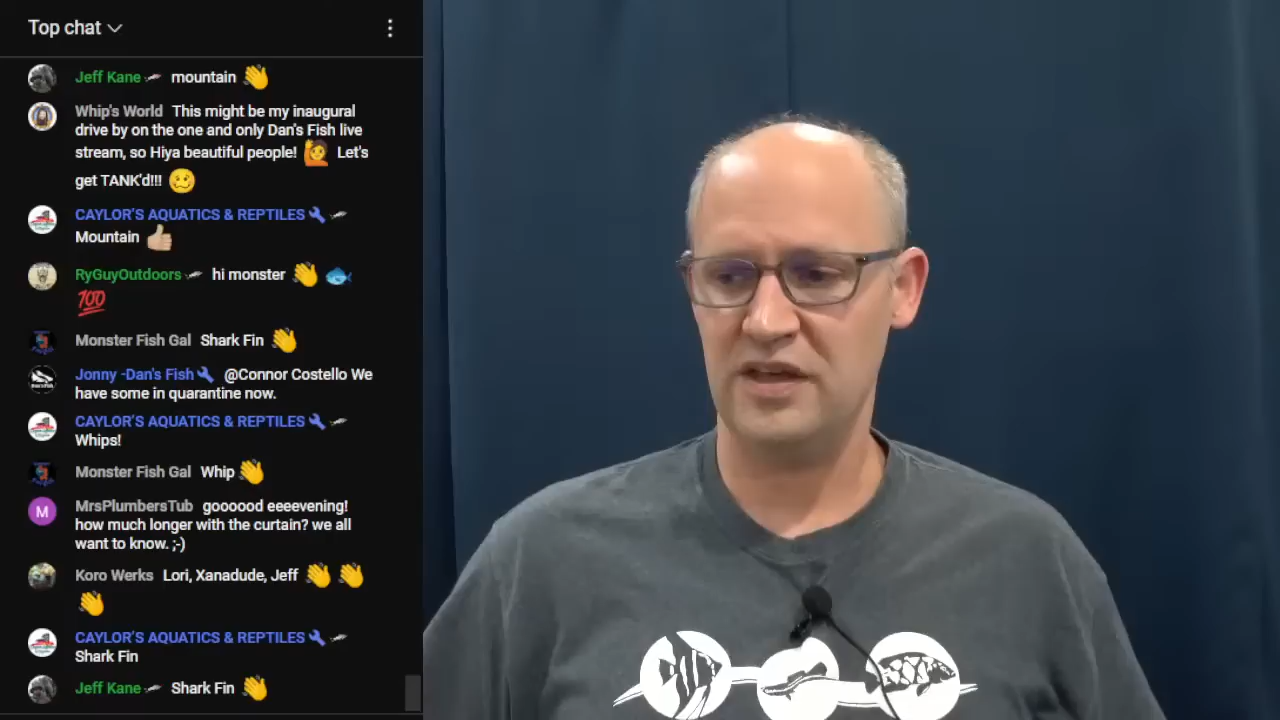 Top chat
Jeff Kane mountain 👋
Whip's World This might be my inaugural
drive by on the one and only Dan's Fish live
stream, so Hiya beautiful people! 🙋 Let's
get TANK'd!!! 🥴
CAYLOR'S AQUATICS & REPTILES
Mountain 👍🏼
RyGuyOutdoors hi monster 👋 🐟
💯
Monster Fish Gal Shark Fin 👋
Jonny -Dan's Fish @Connor Costello We
have some in quarantine now.
CAYLOR'S AQUATICS & REPTILES
Whips!
Monster Fish Gal Whip 👋
M
MrsPlumbersTub goooood eeeevening!
how much longer with the curtain? we all
want to know. ;-)
Koro Werks Lori, Xanadude, Jeff 👋 👋
👋
CAYLOR'S AQUATICS & REPTILES
Shark Fin
Jeff Kane Shark Fin 👋